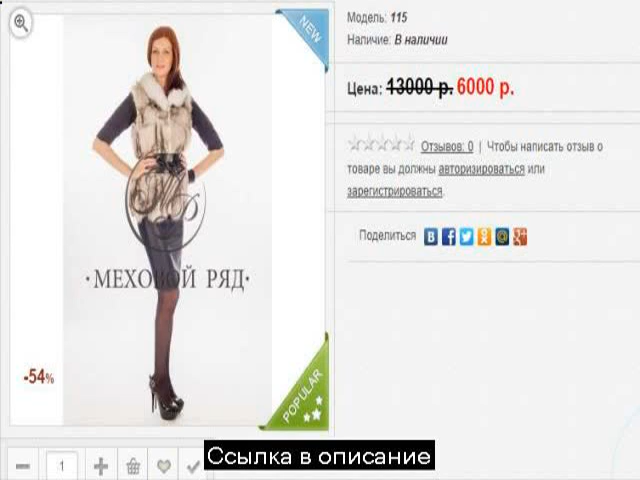 NEW
Модель: 115
Наличие: В наличии
Цена: 13000 р. 6000 р.
Отзывов: 0 | Чтобы написать отзыв о
товаре вы должны авторизироваться или
зарегистрироваться.
Поделиться
·МЕХОВОЙ РЯД·
-54%
POPULAR
1
Ссылка в описание